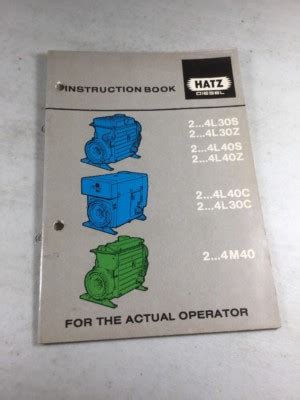 INSTRUCTION BOOK
HATZ
DIESEL
2...4L30S
2...4L30Z
2...4L40S
2...4L40Z
2...4L40C
2...4L30C
2...4M40
FOR THE ACTUAL OPERATOR